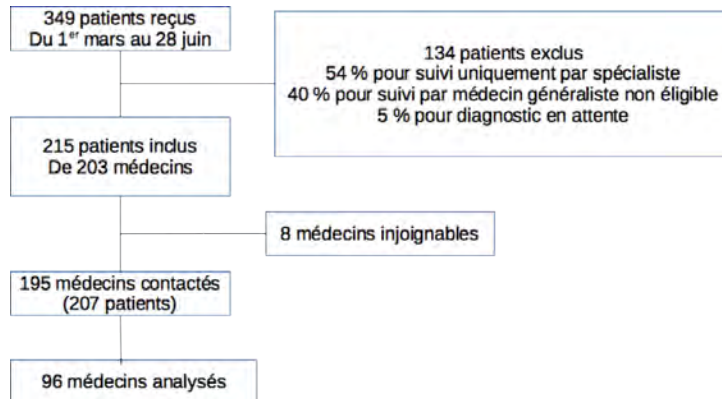 349 patients reçus
Du 1er mars au 28 juin
134 patients exclus
54 % pour suivi uniquement par spécialiste
40 % pour suivi par médecin généraliste non éligible
5 % pour diagnostic en attente
215 patients inclus
De 203 médecins
8 médecins injoignables
195 médecins contactés
(207 patients)
96 médecins analysés